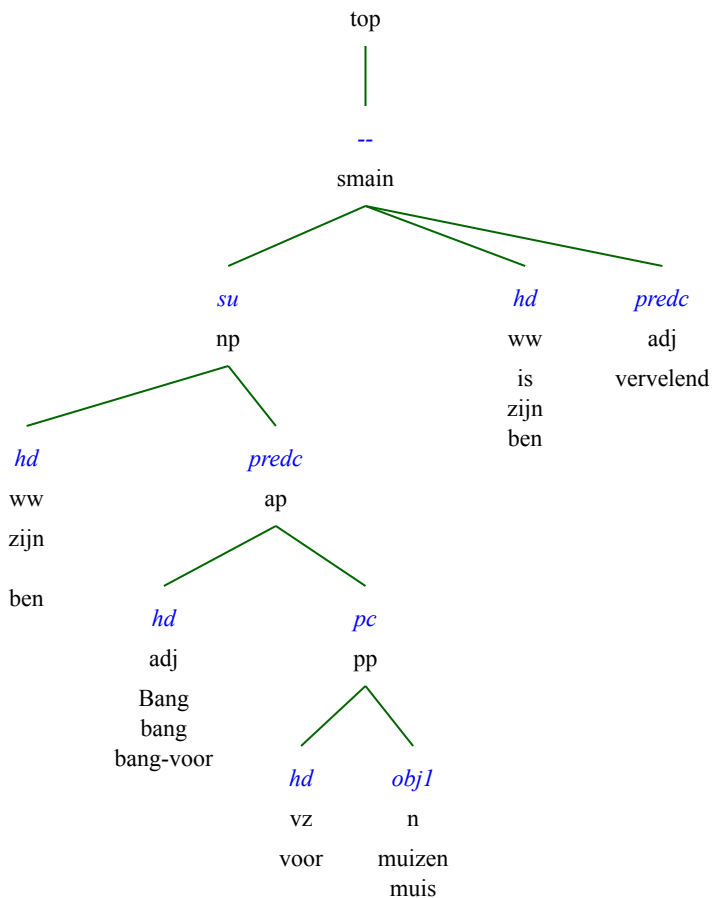 top
--
smain
su hd predc
np ww adj
is vervelend
zijn
ben
hd predc
ww ap
zijn
ben
hd pc
adj pp
Bang
bang
bang-voor
hd obj1
vz n
voor muizen
muis